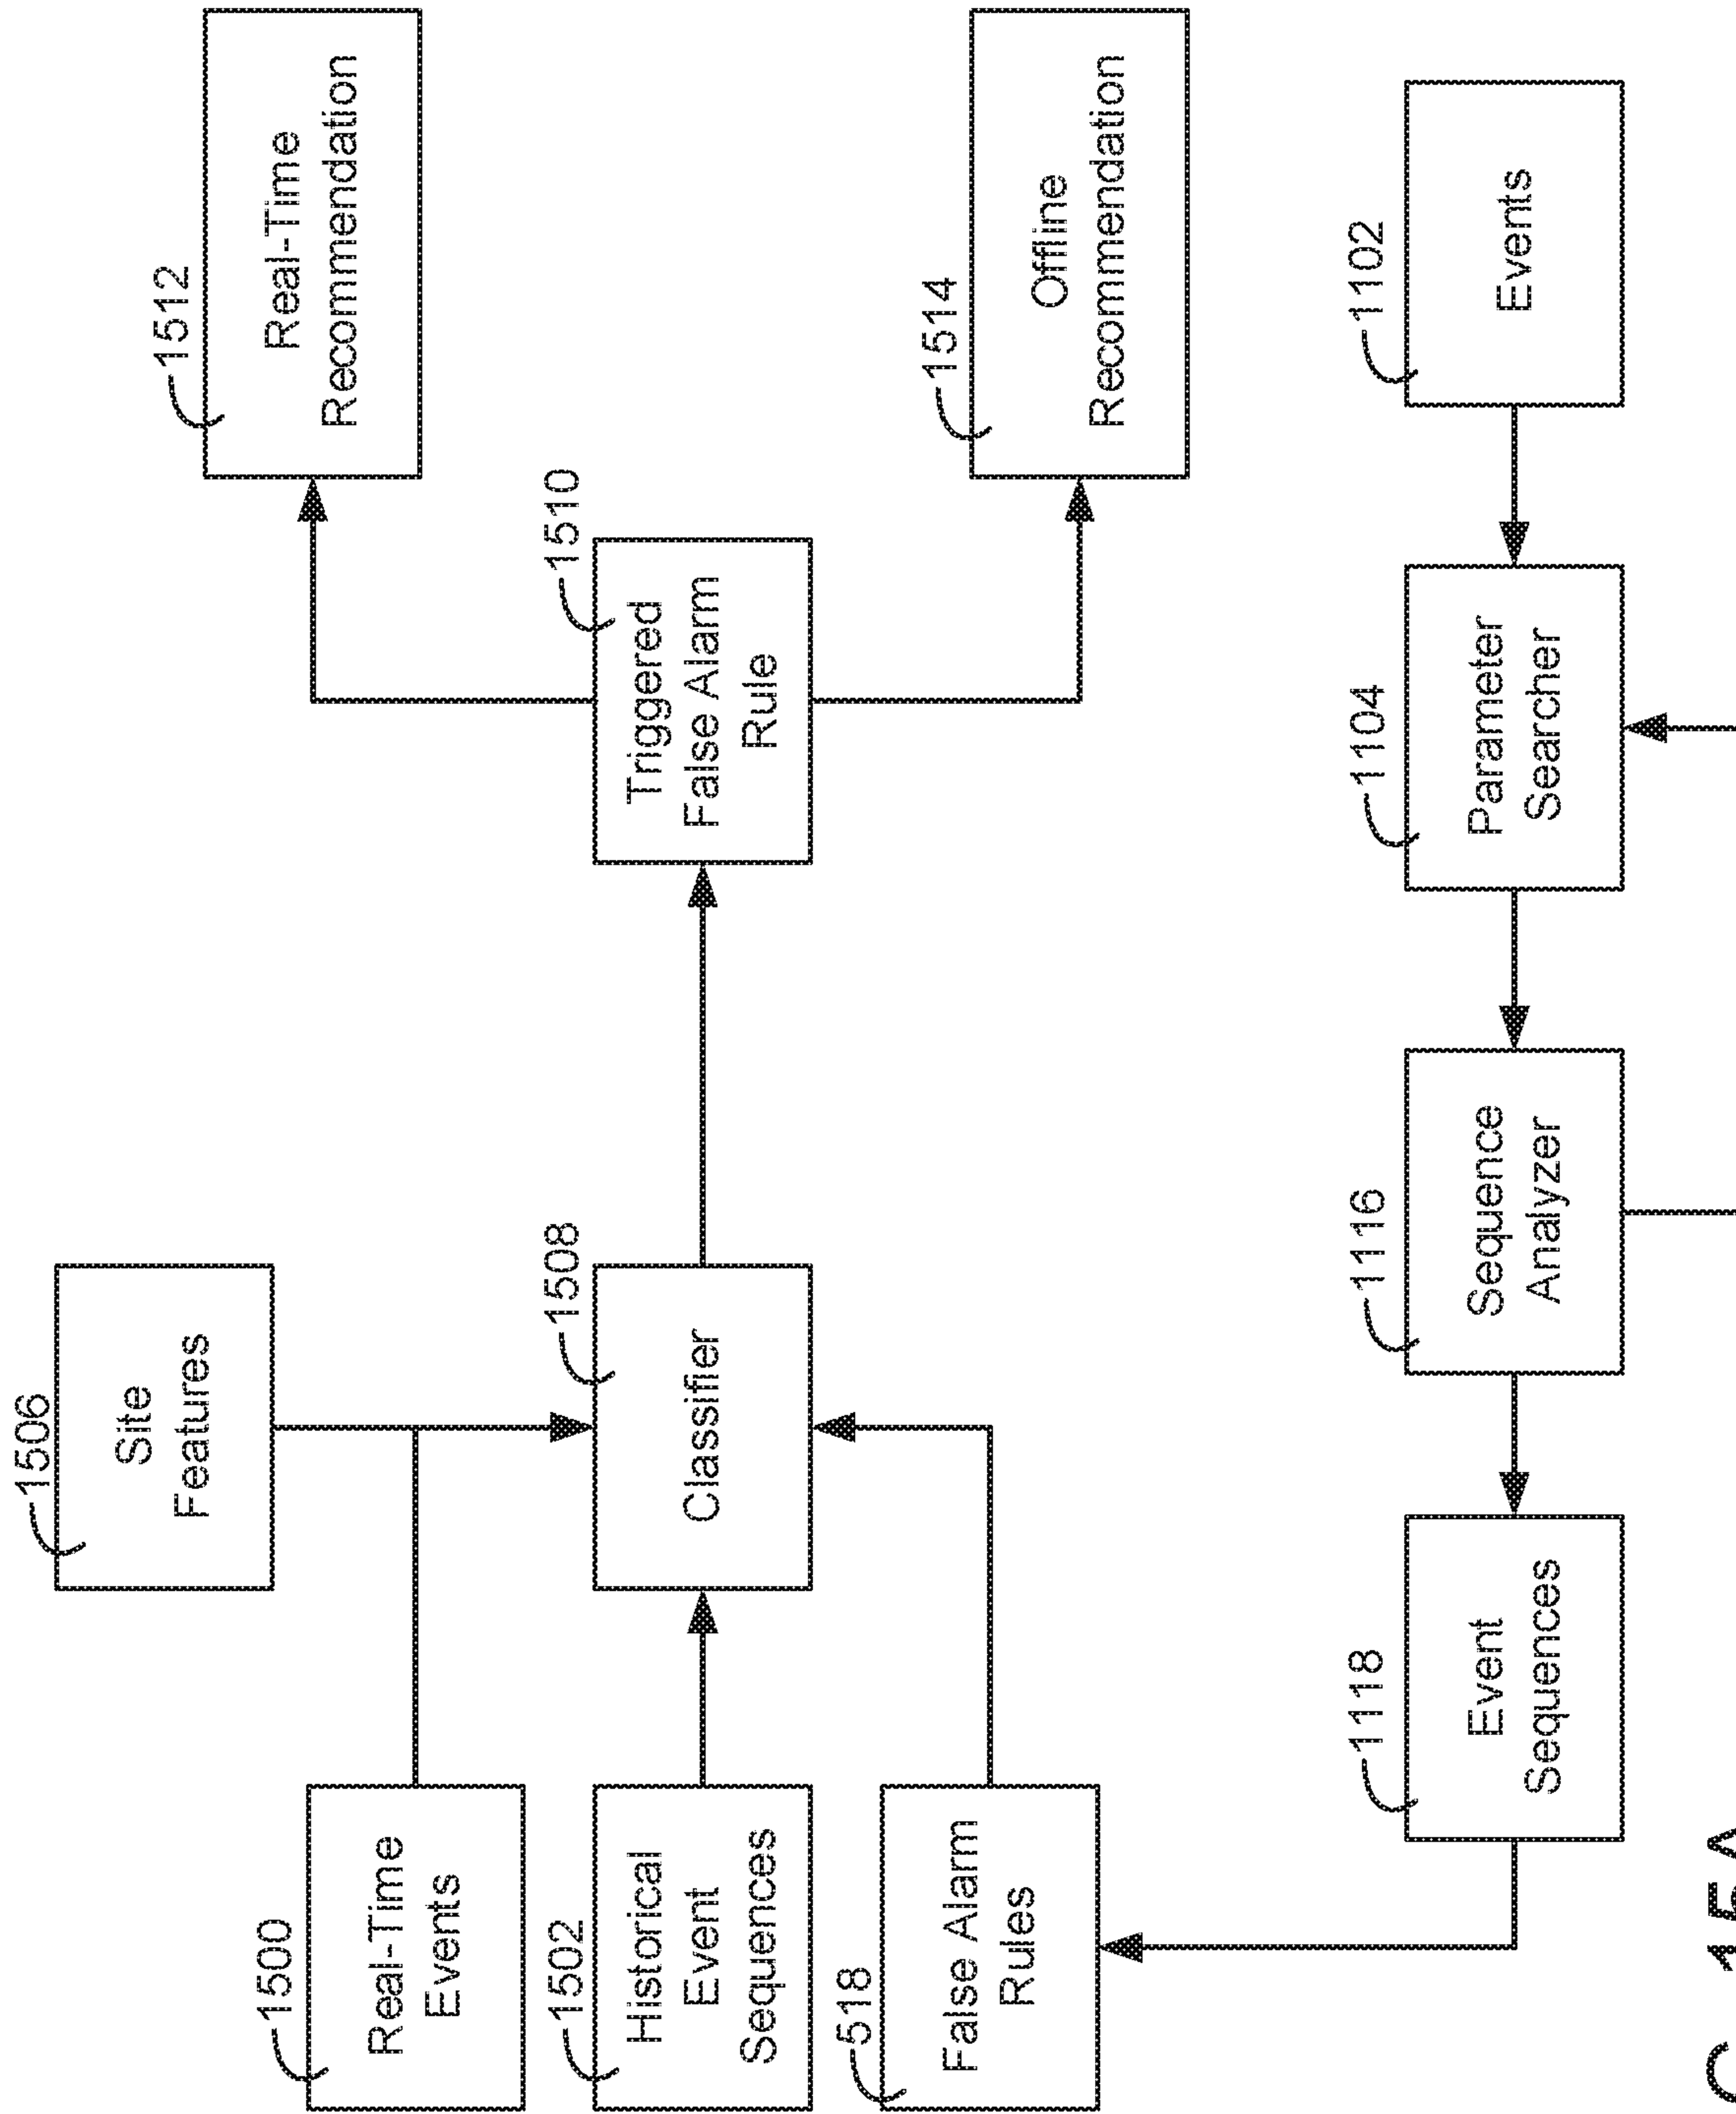 1506
Site
Features
1500
Real-Time
Events
1502
Historical
Event
Sequences
518
False Alarm
Rules
1508
Classifier
1510
Triggered
False Alarm
Rule
1512
Real-Time
Recommendation
1514
Offline
Recommendation
1118
Event
Sequences
1116
Sequence
Analyzer
1104
Parameter
Searcher
1102
Events